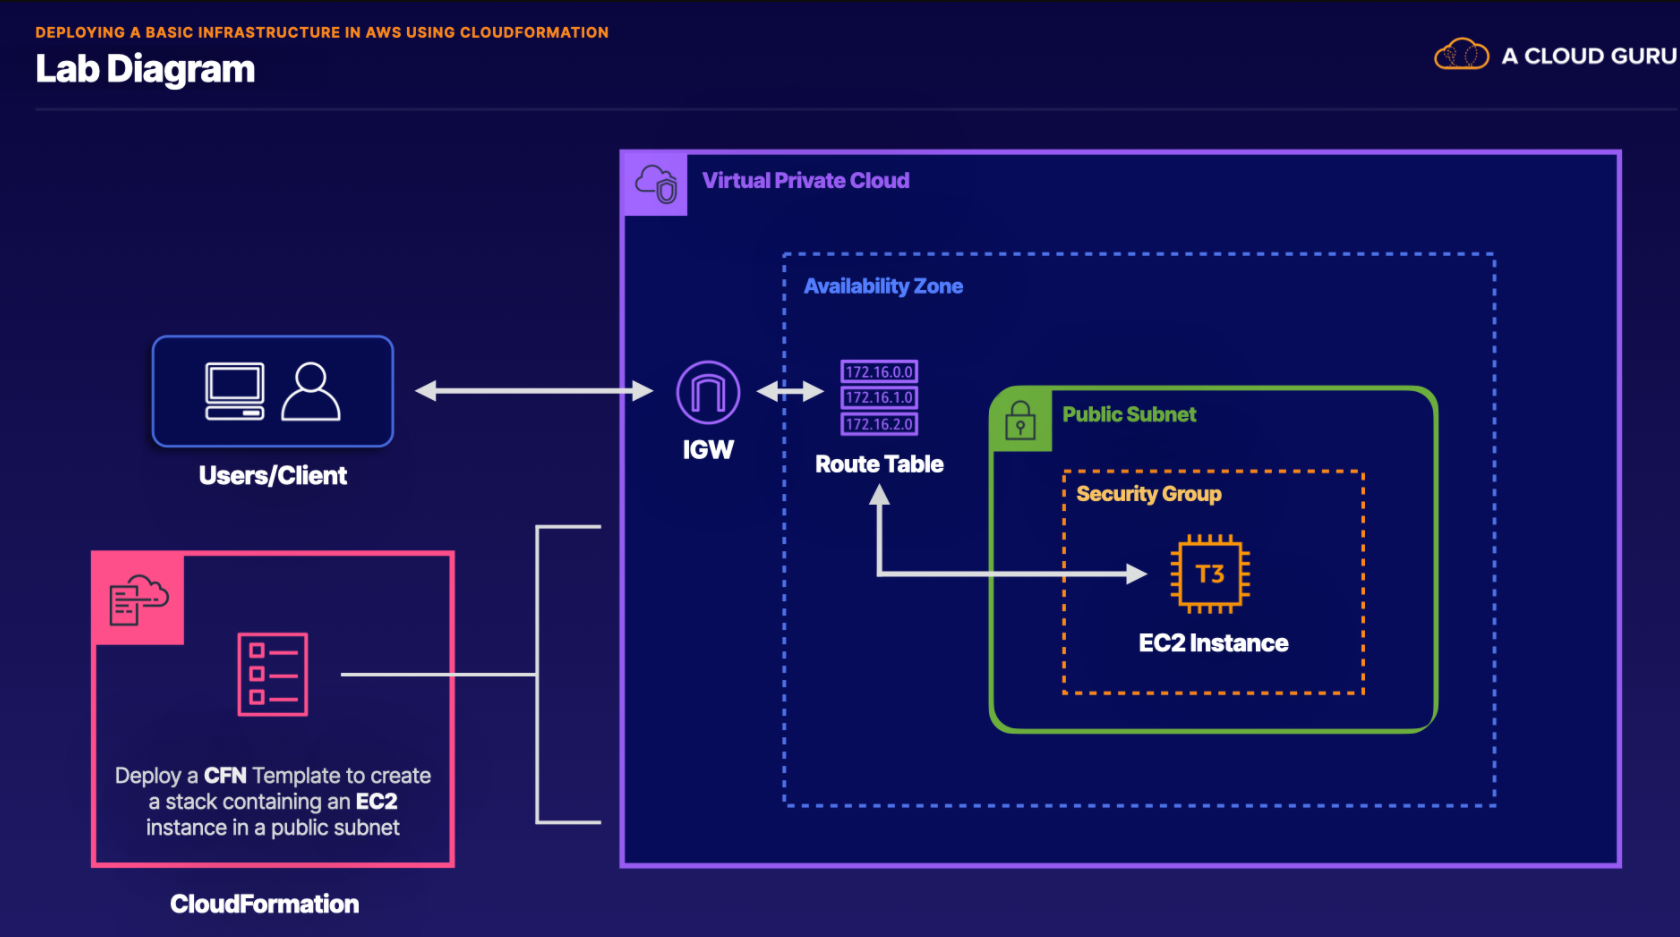 DEPLOYING A BASIC INFRASTRUCTURE IN AWS USING CLOUDFORMATION
Lab Diagram
A CLOUD GURU
Virtual Private Cloud
Availability Zone
172.16.0.0
172.16.1.0
172.16.2.0
IGW
Route Table
Public Subnet
Security Group
T3
EC2 Instance
Users/Client
Deploy a CFN Template to create
a stack containing an EC2
instance in a public subnet
CloudFormation